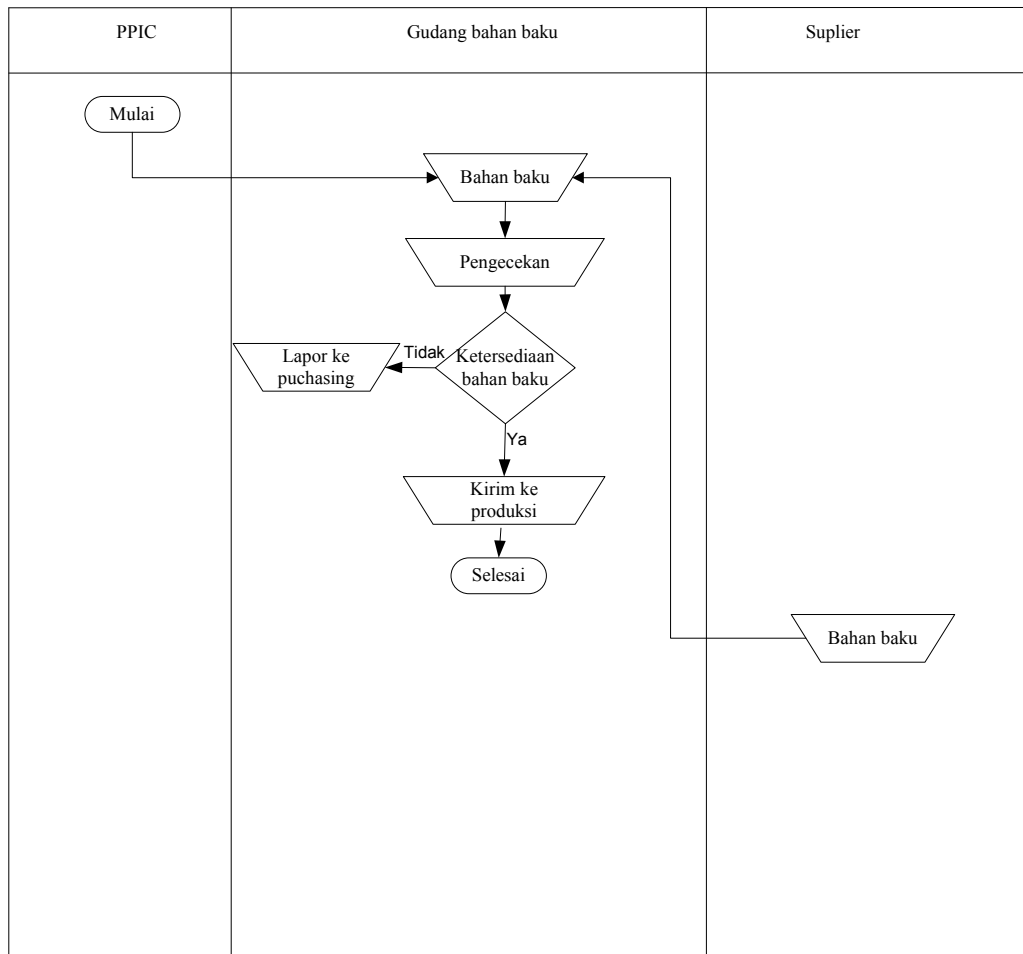 PPIC
Gudang bahan baku
Suplier
Mulai
Bahan baku
Pengecekan
Ketersediaan
bahan baku
Tidak
Lapor ke
puchasing
Ya
Kirim ke
produksi
Selesai
Bahan baku